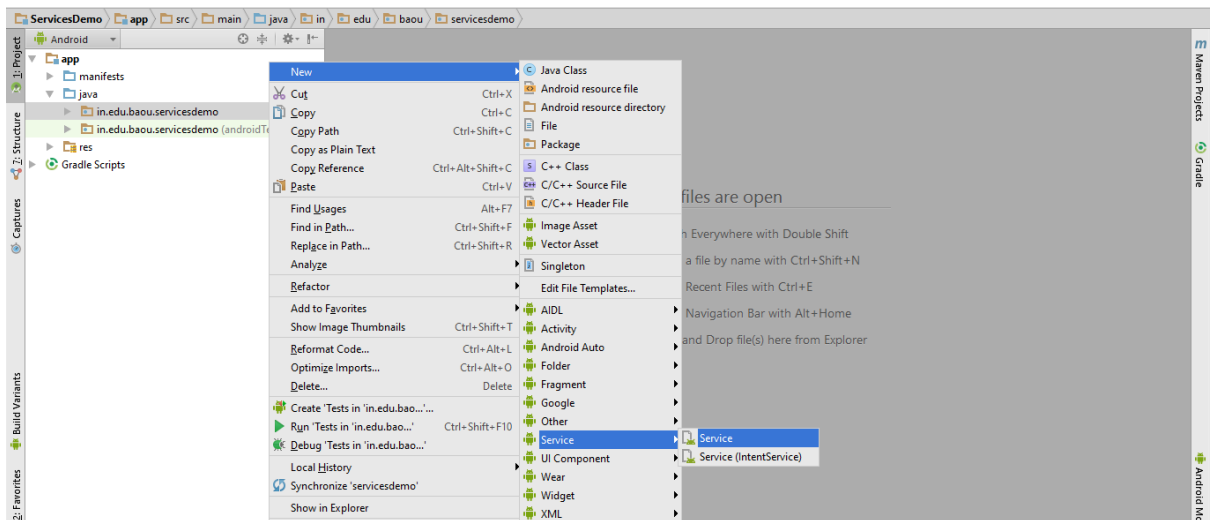 ServicesDemo app src main java in edu baou servicesdemo
Android
1: Project
7: Structure
Captures
Build Variants
2: Favorites
app
manifests
java
in.edu.baou.servicesdemo
in.edu.baou.servicesdemo (androidTe
res
Gradle Scripts
New
Cut Ctrl+X
Copy Ctrl+C
Copy Path Ctrl+Shift+C
Copy as Plain Text
Copy Reference Ctrl+Alt+Shift+C
Paste Ctrl+V
Find Usages Alt+F7
Find in Path... Ctrl+Shift+F
Replace in Path... Ctrl+Shift+R
Analyze
Refactor
Add to Favorites
Show Image Thumbnails Ctrl+Shift+T
Reformat Code... Ctrl+Alt+L
Optimize Imports... Ctrl+Alt+O
Delete... Delete
Create 'Tests in 'in.edu.bao...'...
Run 'Tests in 'in.edu.bao...' Ctrl+Shift+F10
Debug 'Tests in 'in.edu.bao...'
Local History
Synchronize 'servicesdemo'
Show in Explorer
Java Class
Android resource file
Android resource directory
File
Package
C++ Class
C/C++ Source File
C/C++ Header File
Image Asset
Vector Asset
Singleton
Edit File Templates...
AIDL
Activity
Android Auto
Folder
Fragment
Google
Other
Service
UI Component
Wear
Widget
XML
Service
Service (IntentService)
files are open
h Everywhere with Double Shift
a file by name with Ctrl+Shift+N
Recent Files with Ctrl+E
Navigation Bar with Alt+Home
and Drop file(s) here from Explorer
Maven Projects
Gradle
Android Mo